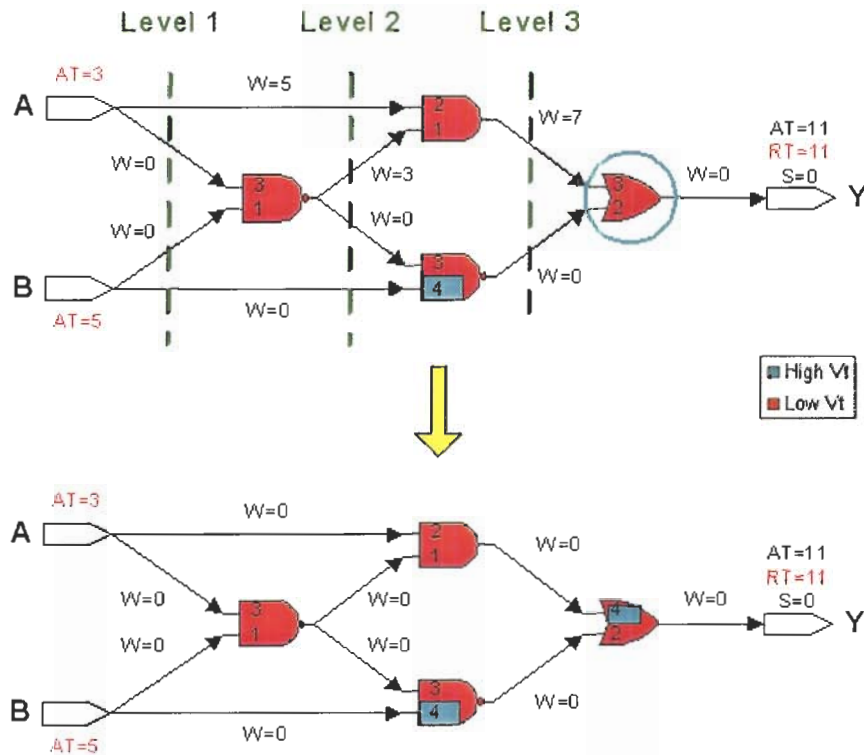 Level 1 Level 2 Level 3
AT=3
A
W=5
2
1
W=7
AT=11
RT=11
S=0
W=0
3
1
W=3
3
2
W=0
Y
W=0
W=0
3
4
W=0
B
W=0
AT=5
High Vt
Low Vt
AT=3
A
W=0
2
1
W=0
AT=11
RT=11
S=0
W=0
3
1
W=0
4
2
W=0
Y
W=0
W=0
3
4
W=0
B
W=0
AT=5